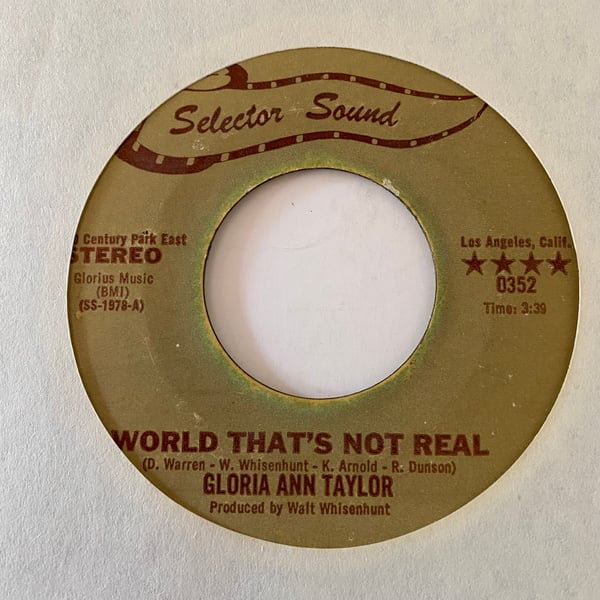 Selector Sound
Century Park East
STEREO
Glorius Music
(BMI)
(SS-1978-A)
Los Angeles, Calif.
★★★★
0352
Time: 3:39
WORLD THAT'S NOT REAL
(D. Warren - W. Whisenhunt - K. Arnold - R. Dunson)
GLORIA ANN TAYLOR
Produced by Walt Whisenhunt